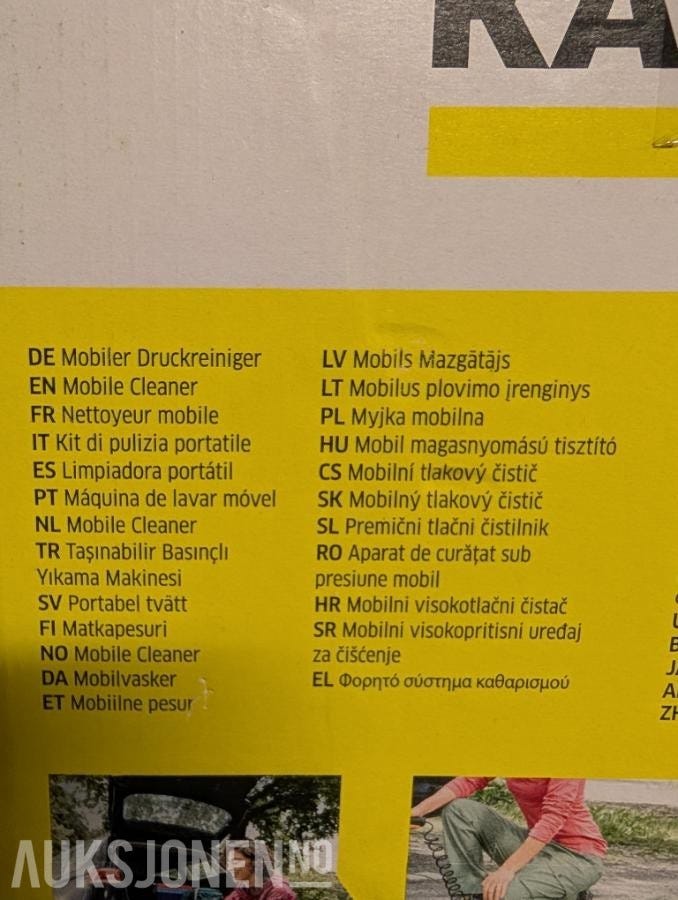 KA
DE Mobiler Druckreiniger
EN Mobile Cleaner
FR Nettoyeur mobile
IT Kit di pulizia portatile
ES Limpiadora portátil
PT Máquina de lavar móvel
NL Mobile Cleaner
TR Taşınabilir Basınçlı
Yıkama Makinesi
SV Portabel tvätt
FI Matkapesuri
NO Mobile Cleaner
DA Mobilvasker
ET Mobiilne pesur
LV Mobils Mazgātājs
LT Mobilus plovimo įrenginys
PL Myjka mobilna
HU Mobil magasnyomású tisztító
CS Mobilní tlakový čistič
SK Mobilný tlakový čistič
SL Premični tlačni čistilnik
RO Aparat de curățat sub
presiune mobil
HR Mobilni visokotlačni čistač
SR Mobilni visokopritisni uređaj
za čišćenje
EL Φορητό σύστημα καθαρισμού
ZH
AUKSJONEN.NO